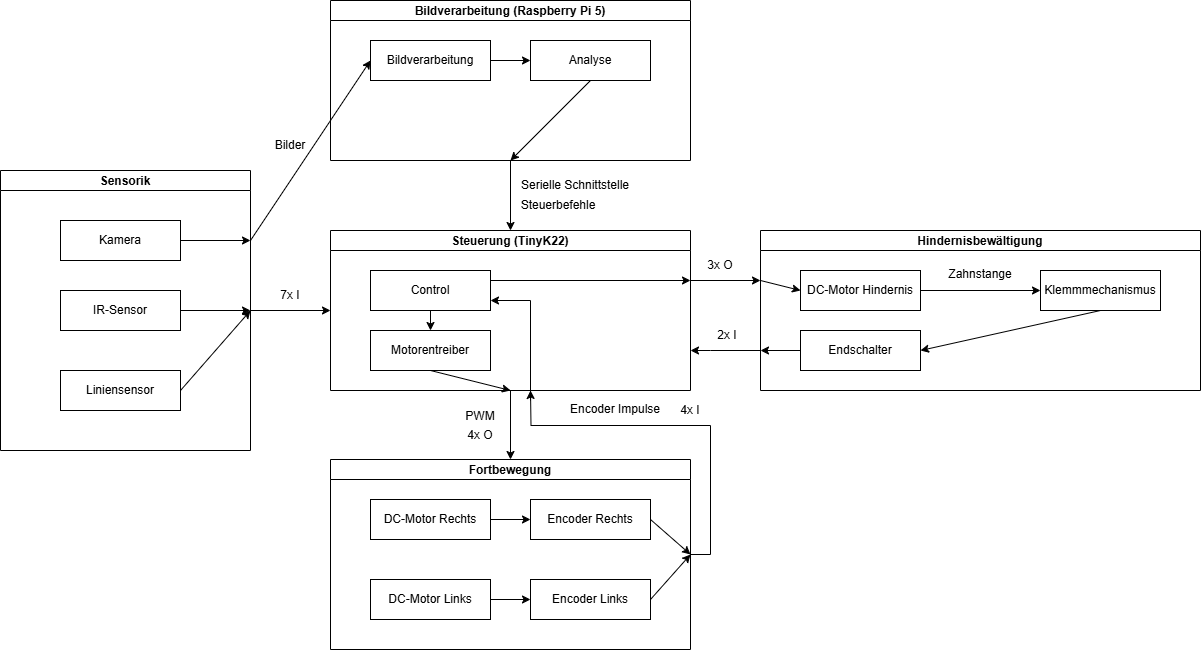 Bildverarbeitung (Raspberry Pi 5)
Bildverarbeitung
Analyse
Bilder
Sensorik
Kamera
IR-Sensor
Liniensensor
7x I
Serielle Schnittstelle
Steuerbefehle
Steuerung (TinyK22)
Control
Motorentreiber
3x O
2x I
Hindernisbewältigung
DC-Motor Hindernis
Zahnstange
Klemmmechanismus
Endschalter
PWM
4x O
Encoder Impulse
4x I
Fortbewegung
DC-Motor Rechts
Encoder Rechts
DC-Motor Links
Encoder Links